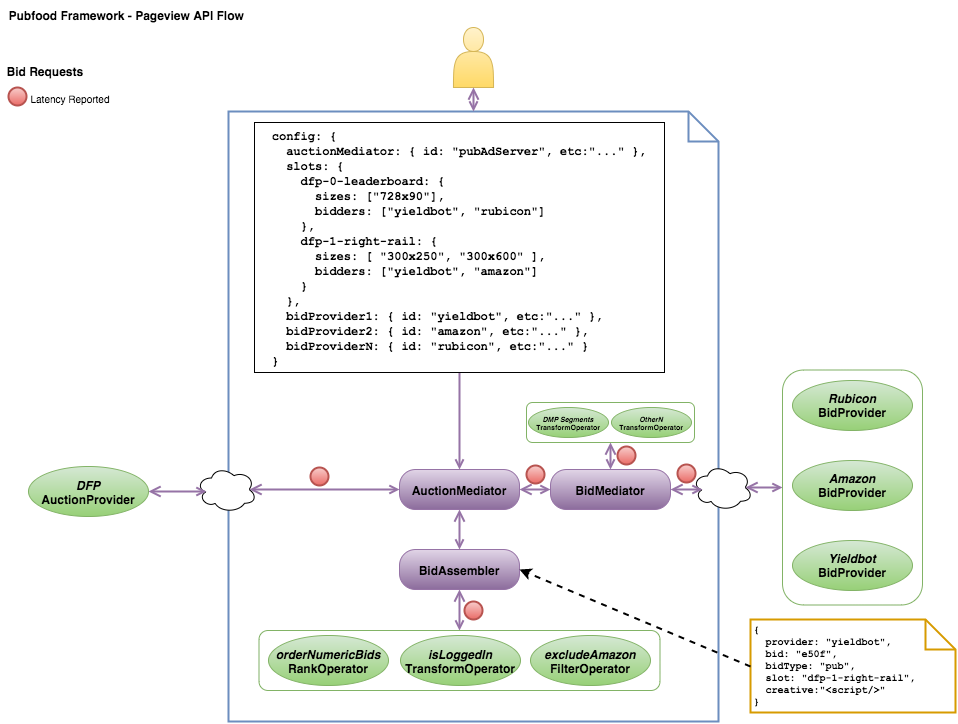 Pubfood Framework - Pageview API Flow
Bid Requests
Latency Reported
config: {
auctionMediator: { id: "pubAdServer", etc:"..." },
slots: {
dfp-0-leaderboard: {
sizes: ["728x90"],
bidders: ["yieldbot", "rubicon"]
},
dfp-1-right-rail: {
sizes: [ "300x250", "300x600" ],
bidders: ["yieldbot", "amazon"]
}
},
bidProvider1: { id: "yieldbot", etc:"..." },
bidProvider2: { id: "amazon", etc:"..." },
bidProviderN: { id: "rubicon", etc:"..." }
}
DMP Segments
TransformOperator
OtherN
TransformOperator
Rubicon
BidProvider
Amazon
BidProvider
Yieldbot
BidProvider
DFP
AuctionProvider
AuctionMediator
BidMediator
BidAssembler
orderNumericBids
RankOperator
isLoggedIn
TransformOperator
excludeAmazon
FilterOperator
{
provider: "yieldbot",
bid: "e50f",
bidType: "pub",
slot: "dfp-1-right-rail",
creative:"<script/>"
}